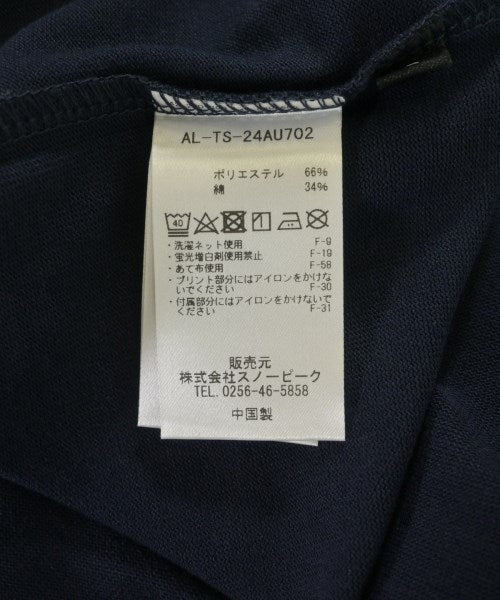 AL-TS-24AU702
ポリエステル 66%
綿 34%
40
・洗濯ネット使用 F-9
・蛍光増白剤使用禁止 F-19
・あて布使用 F-58
・プリント部分にはアイロンをかけな
いでください F-30
・付属部分にはアイロンをかけないで
ください F-31
販売元
株式会社スノーピーク
TEL. 0256-46-5858
中国製